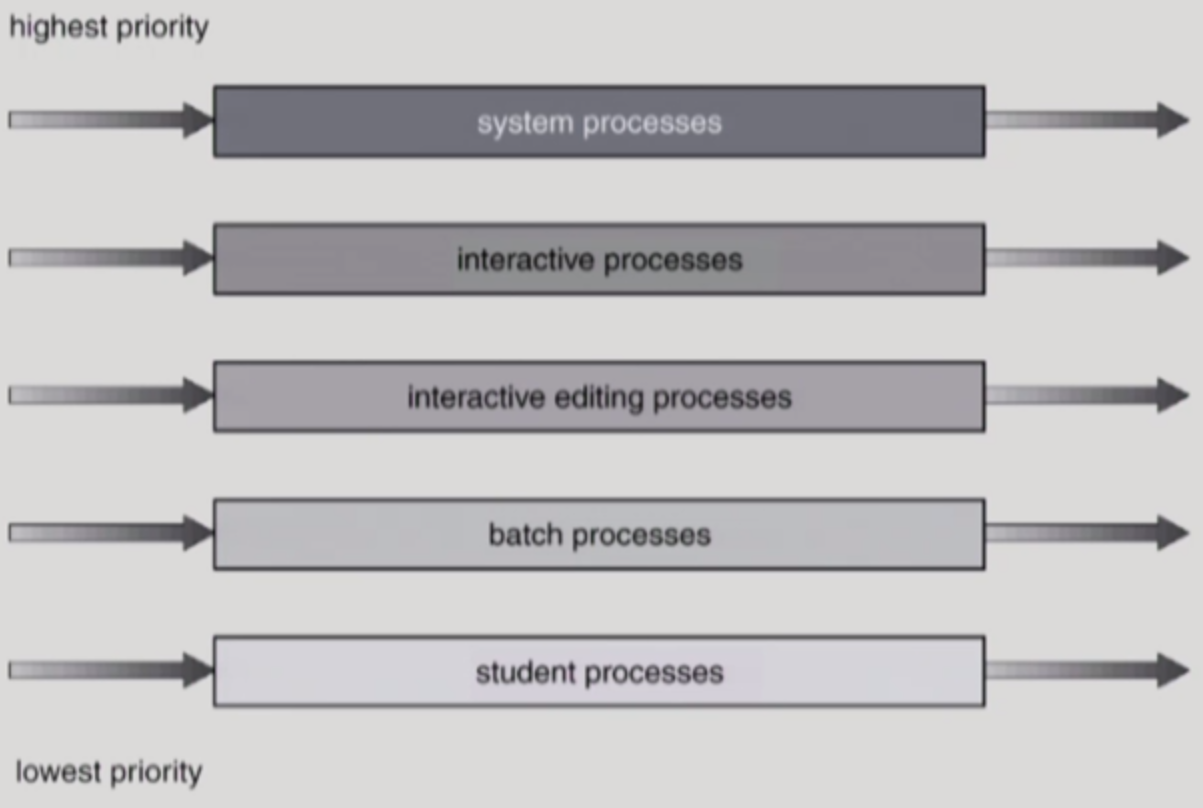 highest priority
system processes
interactive processes
interactive editing processes
batch processes
student processes
lowest priority